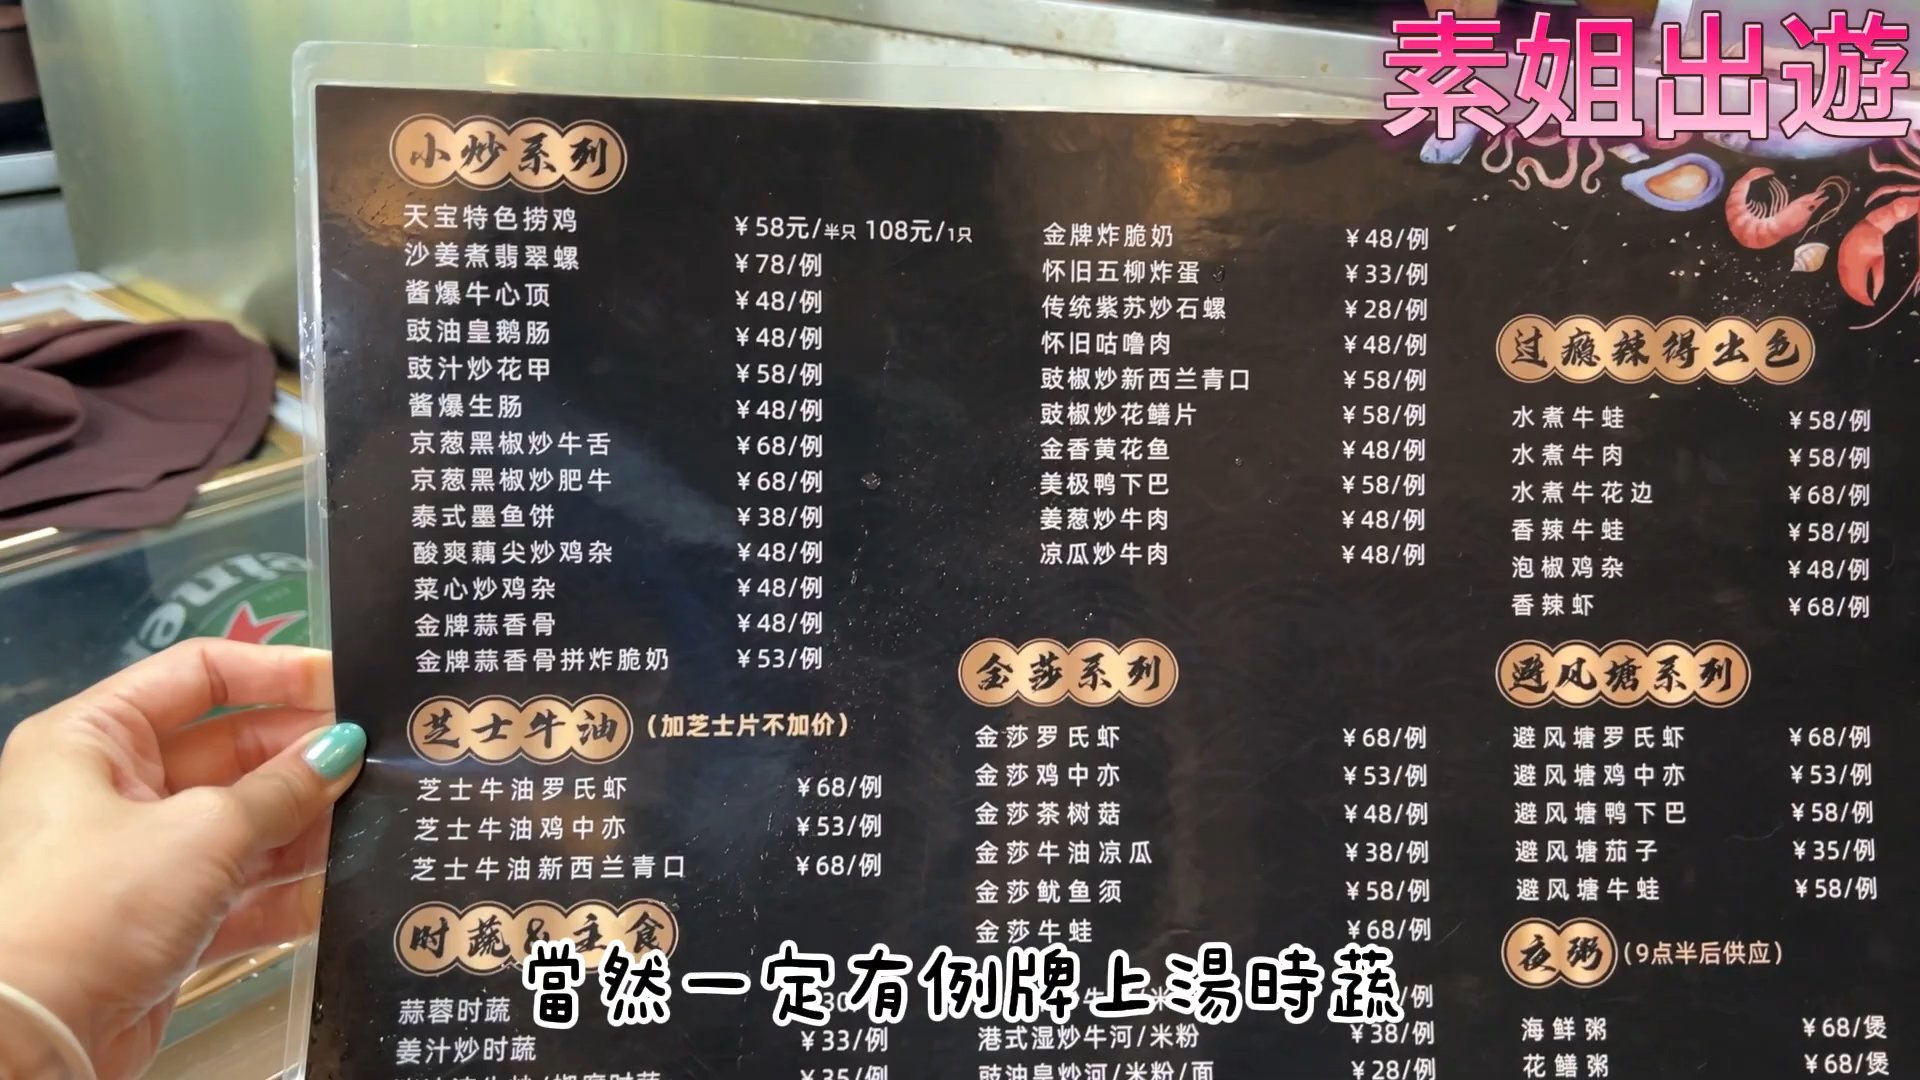 素姐出遊
小炒系列
天宝特色捞鸡 ¥58元/半只 108元/1只
沙姜煮翡翠螺 ¥78/例
酱爆牛心顶 ¥48/例
豉油皇鹅肠 ¥48/例
豉汁炒花甲 ¥58/例
酱爆生肠 ¥48/例
京葱黑椒炒牛舌 ¥68/例
京葱黑椒炒肥牛 ¥68/例
泰式墨鱼饼 ¥38/例
酸爽藕尖炒鸡杂 ¥48/例
菜心炒鸡杂 ¥48/例
金牌蒜香骨 ¥48/例
金牌蒜香骨拼炸脆奶 ¥53/例
芝士牛油 (加芝士片不加价)
芝士牛油罗氏虾 ¥68/例
芝士牛油鸡中亦 ¥53/例
芝士牛油新西兰青口 ¥68/例
时蔬&主食
蒜蓉时蔬
姜汁炒时蔬 ¥33/例
¥35/例
金牌炸脆奶 ¥48/例
怀旧五柳炸蛋 ¥33/例
传统紫苏炒石螺 ¥28/例
怀旧咕噜肉 ¥48/例
豉椒炒新西兰青口 ¥58/例
豉椒炒花鳝片 ¥58/例
金香黄花鱼 ¥48/例
美极鸭下巴 ¥58/例
姜葱炒牛肉 ¥48/例
凉瓜炒牛肉 ¥48/例
金莎系列
金莎罗氏虾 ¥68/例
金莎鸡中亦 ¥53/例
金莎茶树菇 ¥48/例
金莎牛油凉瓜 ¥38/例
金莎鱿鱼须 ¥58/例
金莎牛蛙 ¥68/例
港式湿炒牛河/米粉 ¥38/例
豉油皇炒河/米粉/面 ¥28/例
过瘾辣得出色
水煮牛蛙 ¥58/例
水煮牛肉 ¥58/例
水煮牛花边 ¥68/例
香辣牛蛙 ¥58/例
泡椒鸡杂 ¥48/例
香辣虾 ¥68/例
避风塘系列
避风塘罗氏虾 ¥68/例
避风塘鸡中亦 ¥53/例
避风塘鸭下巴 ¥58/例
避风塘茄子 ¥35/例
避风塘牛蛙 ¥58/例
夜粥 (9点半后供应)
海鲜粥 ¥68/煲
花鳝粥 ¥68/煲
當然一定有例牌上湯時蔬